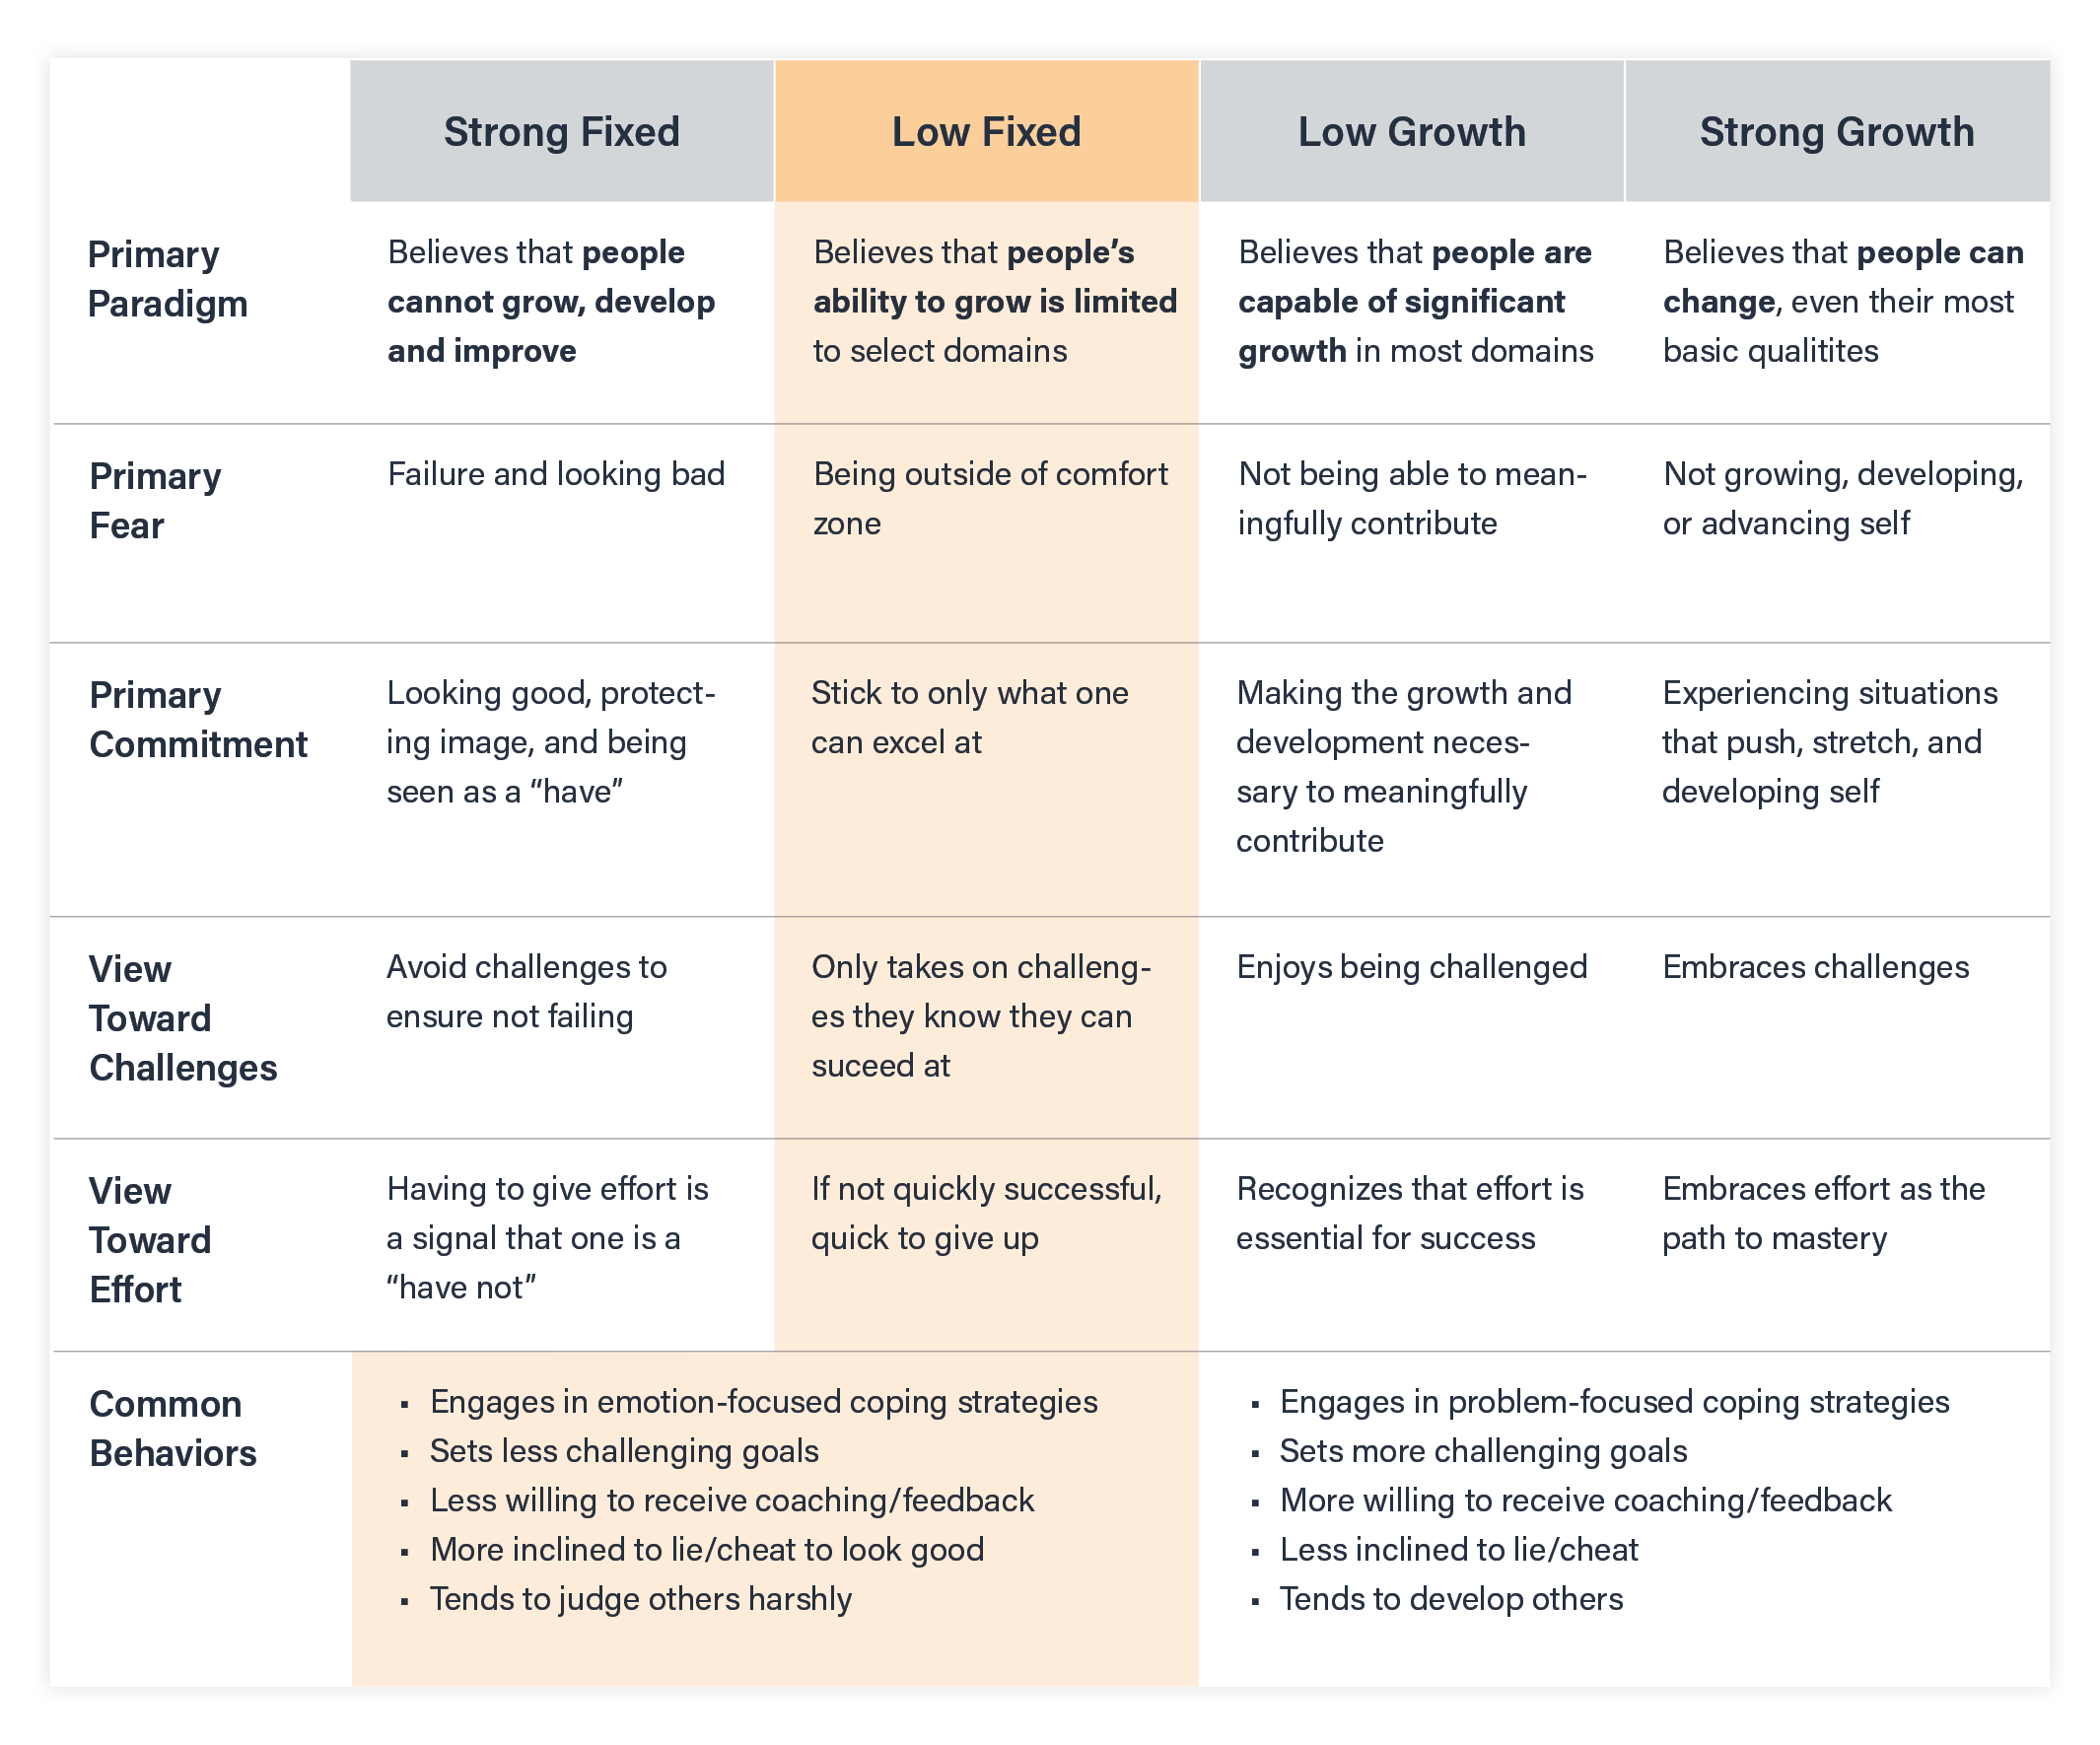 Strong Fixed
Low Fixed
Low Growth
Strong Growth
Primary
Paradigm
Believes that people
cannot grow, develop
and improve
Believes that people’s
ability to grow is limited
to select domains
Believes that people are
capable of significant
growth in most domains
Believes that people can
change, even their most
basic qualitites
Primary
Fear
Failure and looking bad
Being outside of comfort
zone
Not being able to mean-
ingfully contribute
Not growing, developing,
or advancing self
Primary
Commitment
Looking good, protect-
ing image, and being
seen as a “have”
Stick to only what one
can excel at
Making the growth and
development neces-
sary to meaningfully
contribute
Experiencing situations
that push, stretch, and
developing self
View
Toward
Challenges
Avoid challenges to
ensure not failing
Only takes on challeng-
es they know they can
suceed at
Enjoys being challenged
Embraces challenges
View
Toward
Effort
Having to give effort is
a signal that one is a
“have not”
If not quickly successful,
quick to give up
Recognizes that effort is
essential for success
Embraces effort as the
path to mastery
Common
Behaviors
▪ Engages in emotion-focused coping strategies
▪ Sets less challenging goals
▪ Less willing to receive coaching/feedback
▪ More inclined to lie/cheat to look good
▪ Tends to judge others harshly
▪ Engages in problem-focused coping strategies
▪ Sets more challenging goals
▪ More willing to receive coaching/feedback
▪ Less inclined to lie/cheat
▪ Tends to develop others